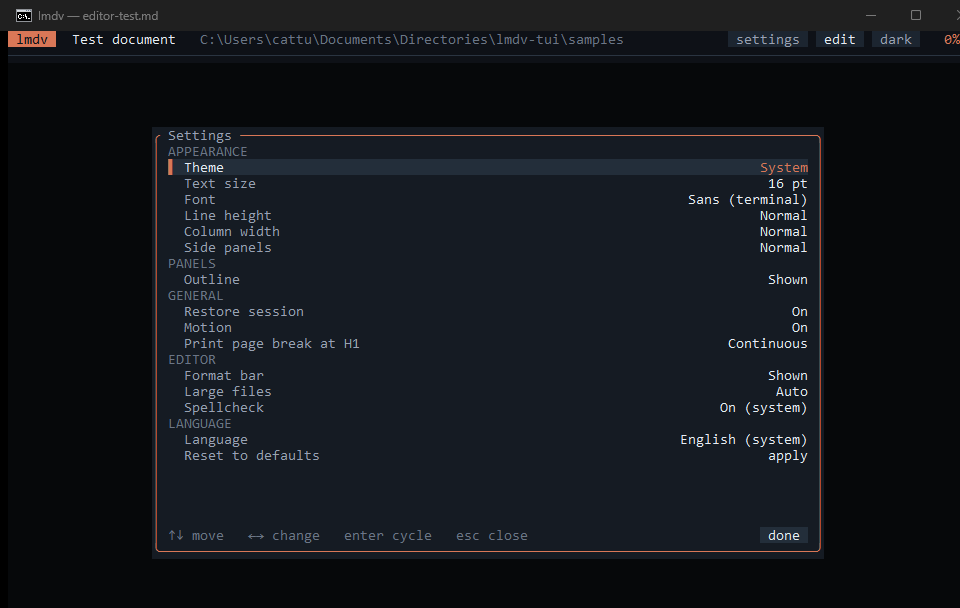 lmdv — editor-test.md
lmdv Test document C:\Users\cattu\Documents\Directories\lmdv-tui\samples settings edit dark 0%
Settings
APPEARANCE
Theme System
Text size 16 pt
Font Sans (terminal)
Line height Normal
Column width Normal
Side panels Normal
PANELS
Outline Shown
GENERAL
Restore session On
Motion On
Print page break at H1 Continuous
EDITOR
Format bar Shown
Large files Auto
Spellcheck On (system)
LANGUAGE
Language English (system)
Reset to defaults apply
↑↓ move ↔ change enter cycle esc close done